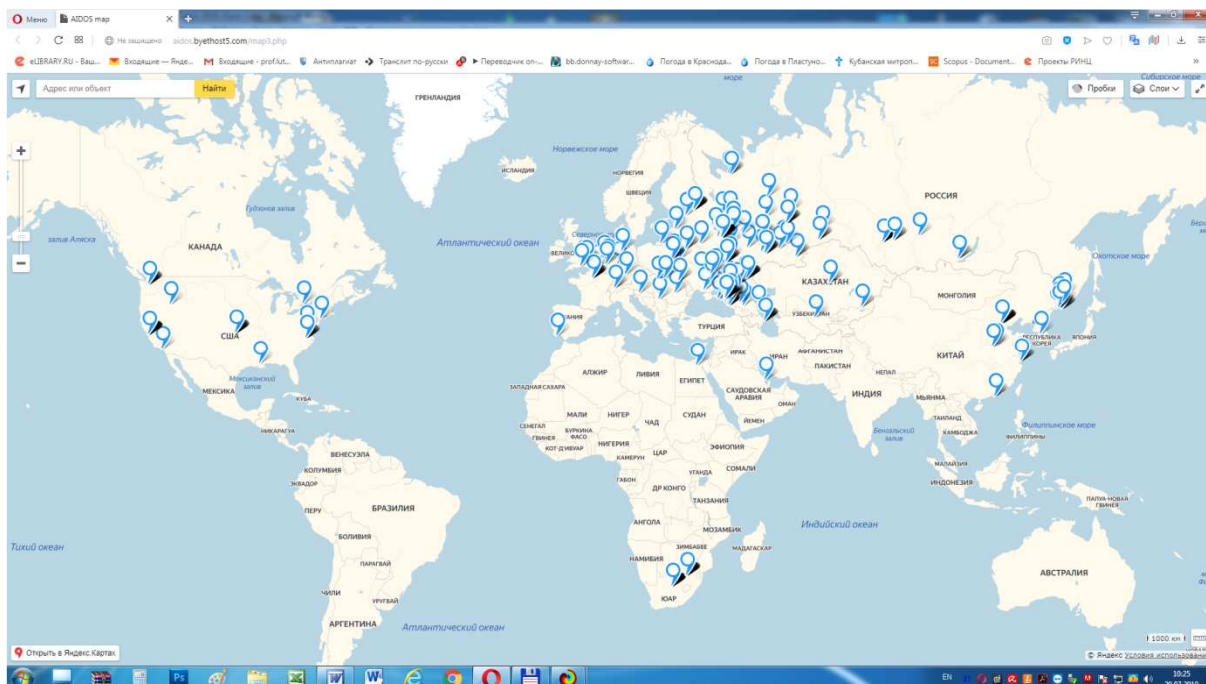 Меню AIDOS map
Не защищено aidos.byethost5.com/map3.php
eLIBRARY.RU - Ваш... Входящие — Янде... Входящие - prof.lut... Антиплагиат Транслит по-русски Переводчик он-... bb.donnay-softwar... Погода в Краснода... Погода в Пластуно... Кубанская митроп... Scopus - Document... Проекты РИНЦ
Адрес или объект Найти Пробки Слои
море
Сибирское море
ГРЕНЛАНДИЯ
Норвежское море
ИСЛАНДИЯ
НОРВЕГИЯ
ШВЕЦИЯ
РОССИЯ
Гудзонов залив
залив Аляска
КАНАДА
Атлантический океан
Охотское море
КАЗАХСТАН
МОНГОЛИЯ
УЗБЕКИСТАН
США
ТУРЦИЯ
РЕСПУБЛИКА КОРЕЯ
ЯПОНИЯ
КИТАЙ
ИРАК
ИРАН
АФГАНИСТАН
ПАКИСТАН
НЕПАЛ
Мексиканский залив
МЕКСИКА
КУБА
АЛЖИР
ЛИВИЯ
ЕГИПЕТ
ЗАПАДНАЯ САХАРА
САУДОВСКАЯ АРАВИЯ
ОМАН
ИНДИЯ
МЬЯНМА
МАЛИ
НИГЕР
ЧАД
СУДАН
ЙЕМЕН
ТАИЛАНД
Филиппинское море
НИКАРАГУА
СЕНЕГАЛ
ГВИНЕЯ
БУРКИНА ФАСО
КОТ-Д'ИВУАР
НИГЕРИЯ
Бенгальский залив
КАМБОДЖА
ФИЛИППИНЫ
ВЕНЕСУЭЛА
КОЛУМБИЯ
КАМЕРУН
ЦАР
ЭФИОПИЯ
СОМАЛИ
УГАНДА
МАЛАЙЗИЯ
ЭКВАДОР
ГАБОН
ДР КОНГО
ИНДОНЕЗИЯ
ТАНЗАНИЯ
ПАПУА-НОВАЯ ГВИНЕЯ
ПЕРУ
БРАЗИЛИЯ
АНГОЛА
МОЗАМБИК
Индийский океан
БОЛИВИЯ
Тихий океан
ЗИМБАБВЕ
МАДАГАСКАР
НАМИБИЯ
ПАРАГВАЙ
АВСТРАЛИЯ
ЧИЛИ
УРУГВАЙ
ЮАР
АРГЕНТИНА
Атлантический океан
1000 км
Открыть в Яндекс.Картах
© Яндекс Условия использования
EN 10:25